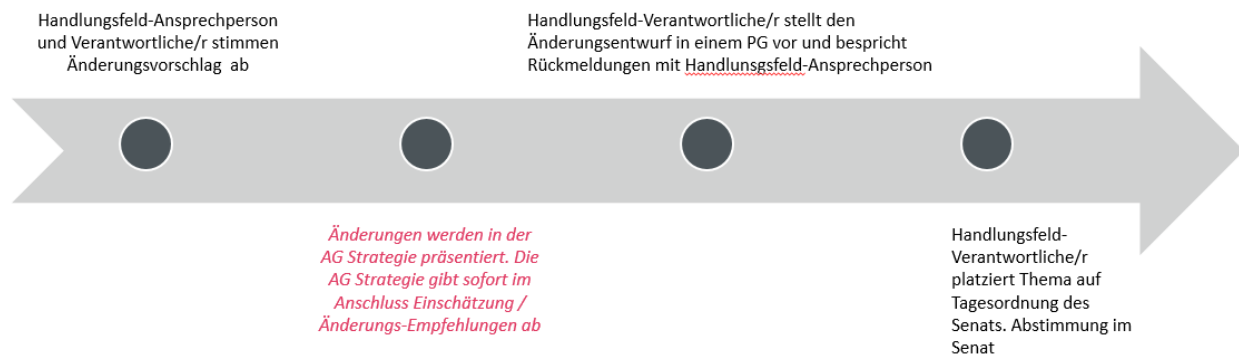 Handlungsfeld-Ansprechperson
und Verantwortliche/r stimmen
Änderungsvorschlag ab
Handlungsfeld-Verantwortliche/r stellt den
Änderungsentwurf in einem PG vor und bespricht
Rückmeldungen mit Handlunsgsfeld-Ansprechperson
Änderungen werden in der
AG Strategie präsentiert. Die
AG Strategie gibt sofort im
Anschluss Einschätzung /
Änderungs-Empfehlungen ab
Handlungsfeld-
Verantwortliche/r
platziert Thema auf
Tagesordnung des
Senats. Abstimmung im
Senat